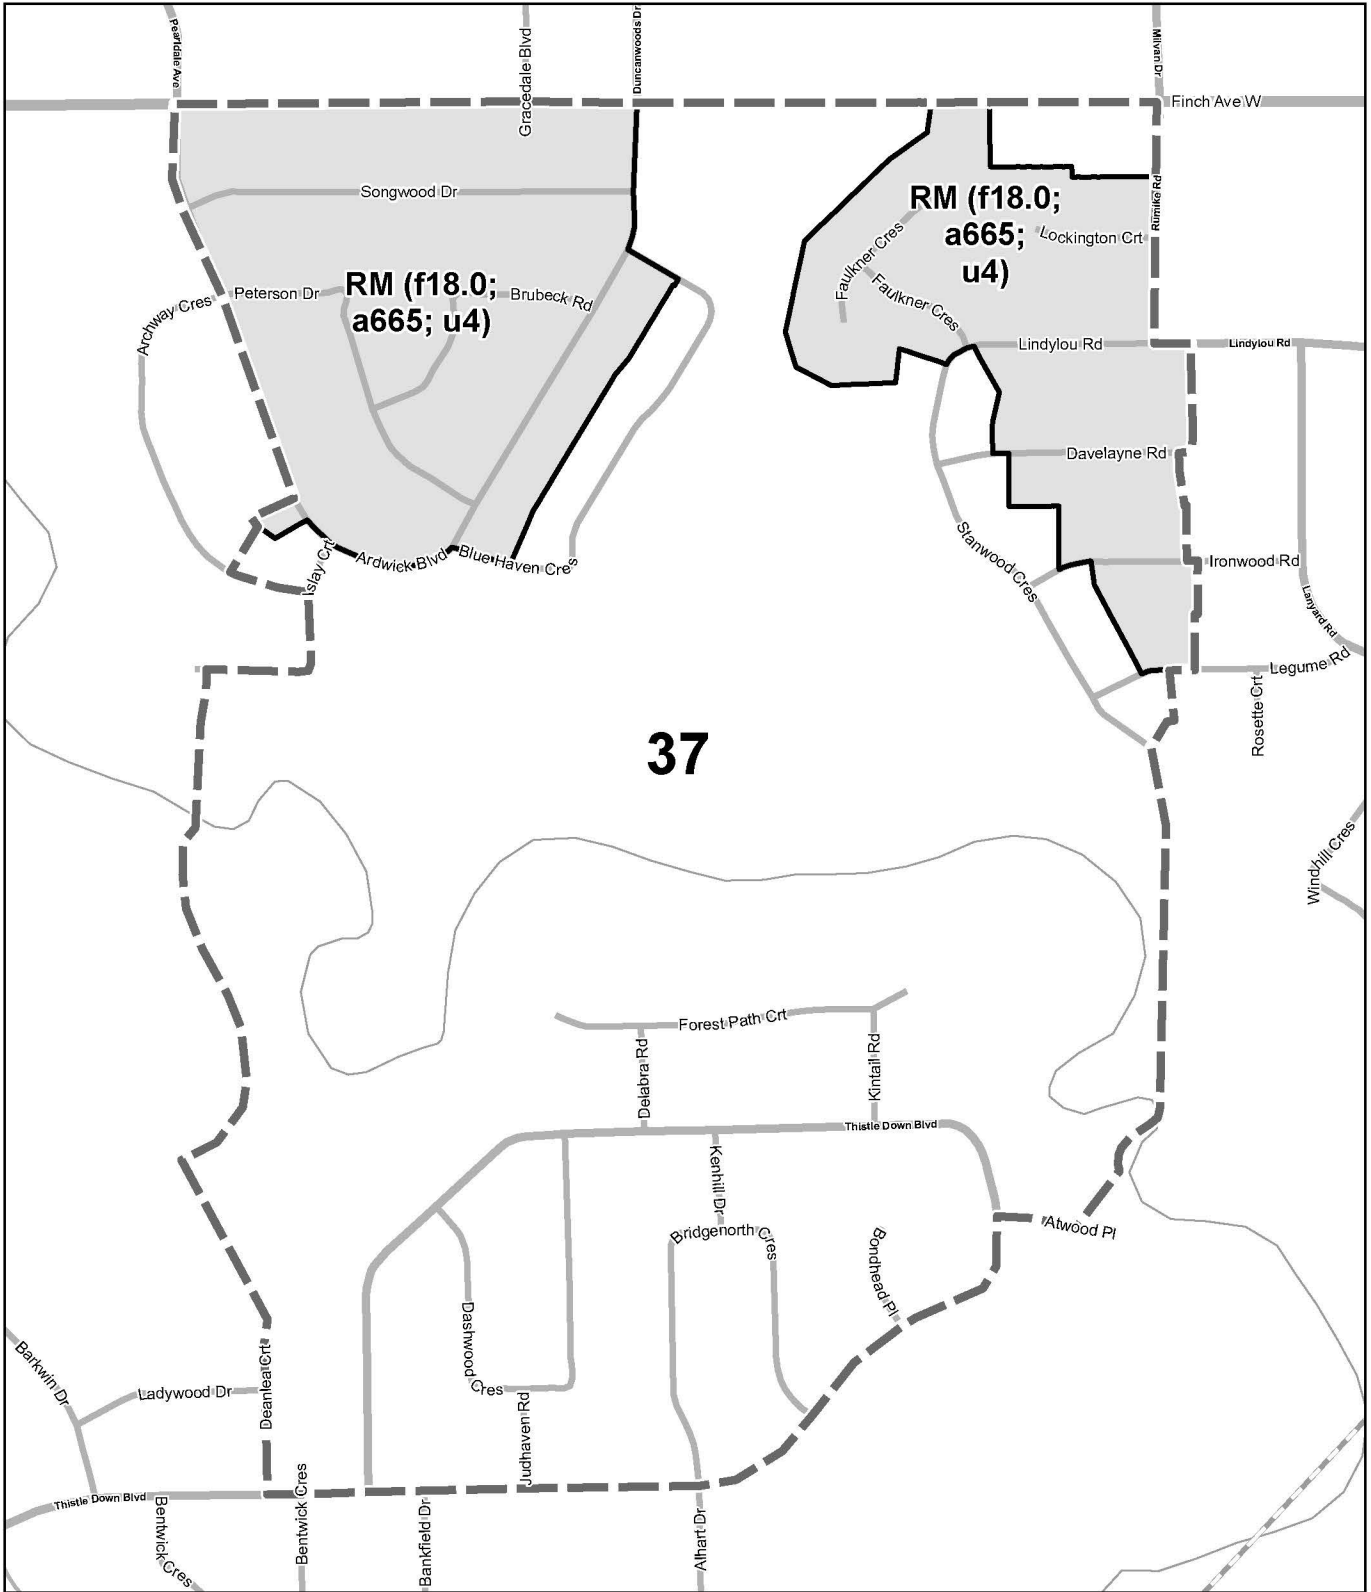 Pearldale Ave
Gracedale Blvd
Duncanwoods Dr
Milvan Dr
Finch Ave W
Songwood Dr
Rumike Rd
RM (f18.0;
a665;
u4)
Lockington Crt
Faulkner Cres
Faulkner Cres
RM (f18.0;
a665; u4)
Archway Cres
Peterson Dr
Brubeck Rd
Lindylou Rd
Lindylou Rd
Davelayne Rd
Stanwood Cres
Ironwood Rd
Islay Crt
Ardwick Blvd
Blue Haven Cres
Lanyard Rd
Legume Rd
Rosette Crt
37
Windhill Cres
Forest Path Crt
Delabra Rd
Kintail Rd
Thistle Down Blvd
Kenhill Dr
Bridgenorth Cres
Bondhead Pl
Atwood Pl
Dashwood Cres
Judhaven Rd
Barkwin Dr
Ladywood Dr
Deanlea Crt
Thistle Down Blvd
Bentwick Cres
Bentwick Cres
Bankfield Dr
Alhart Dr